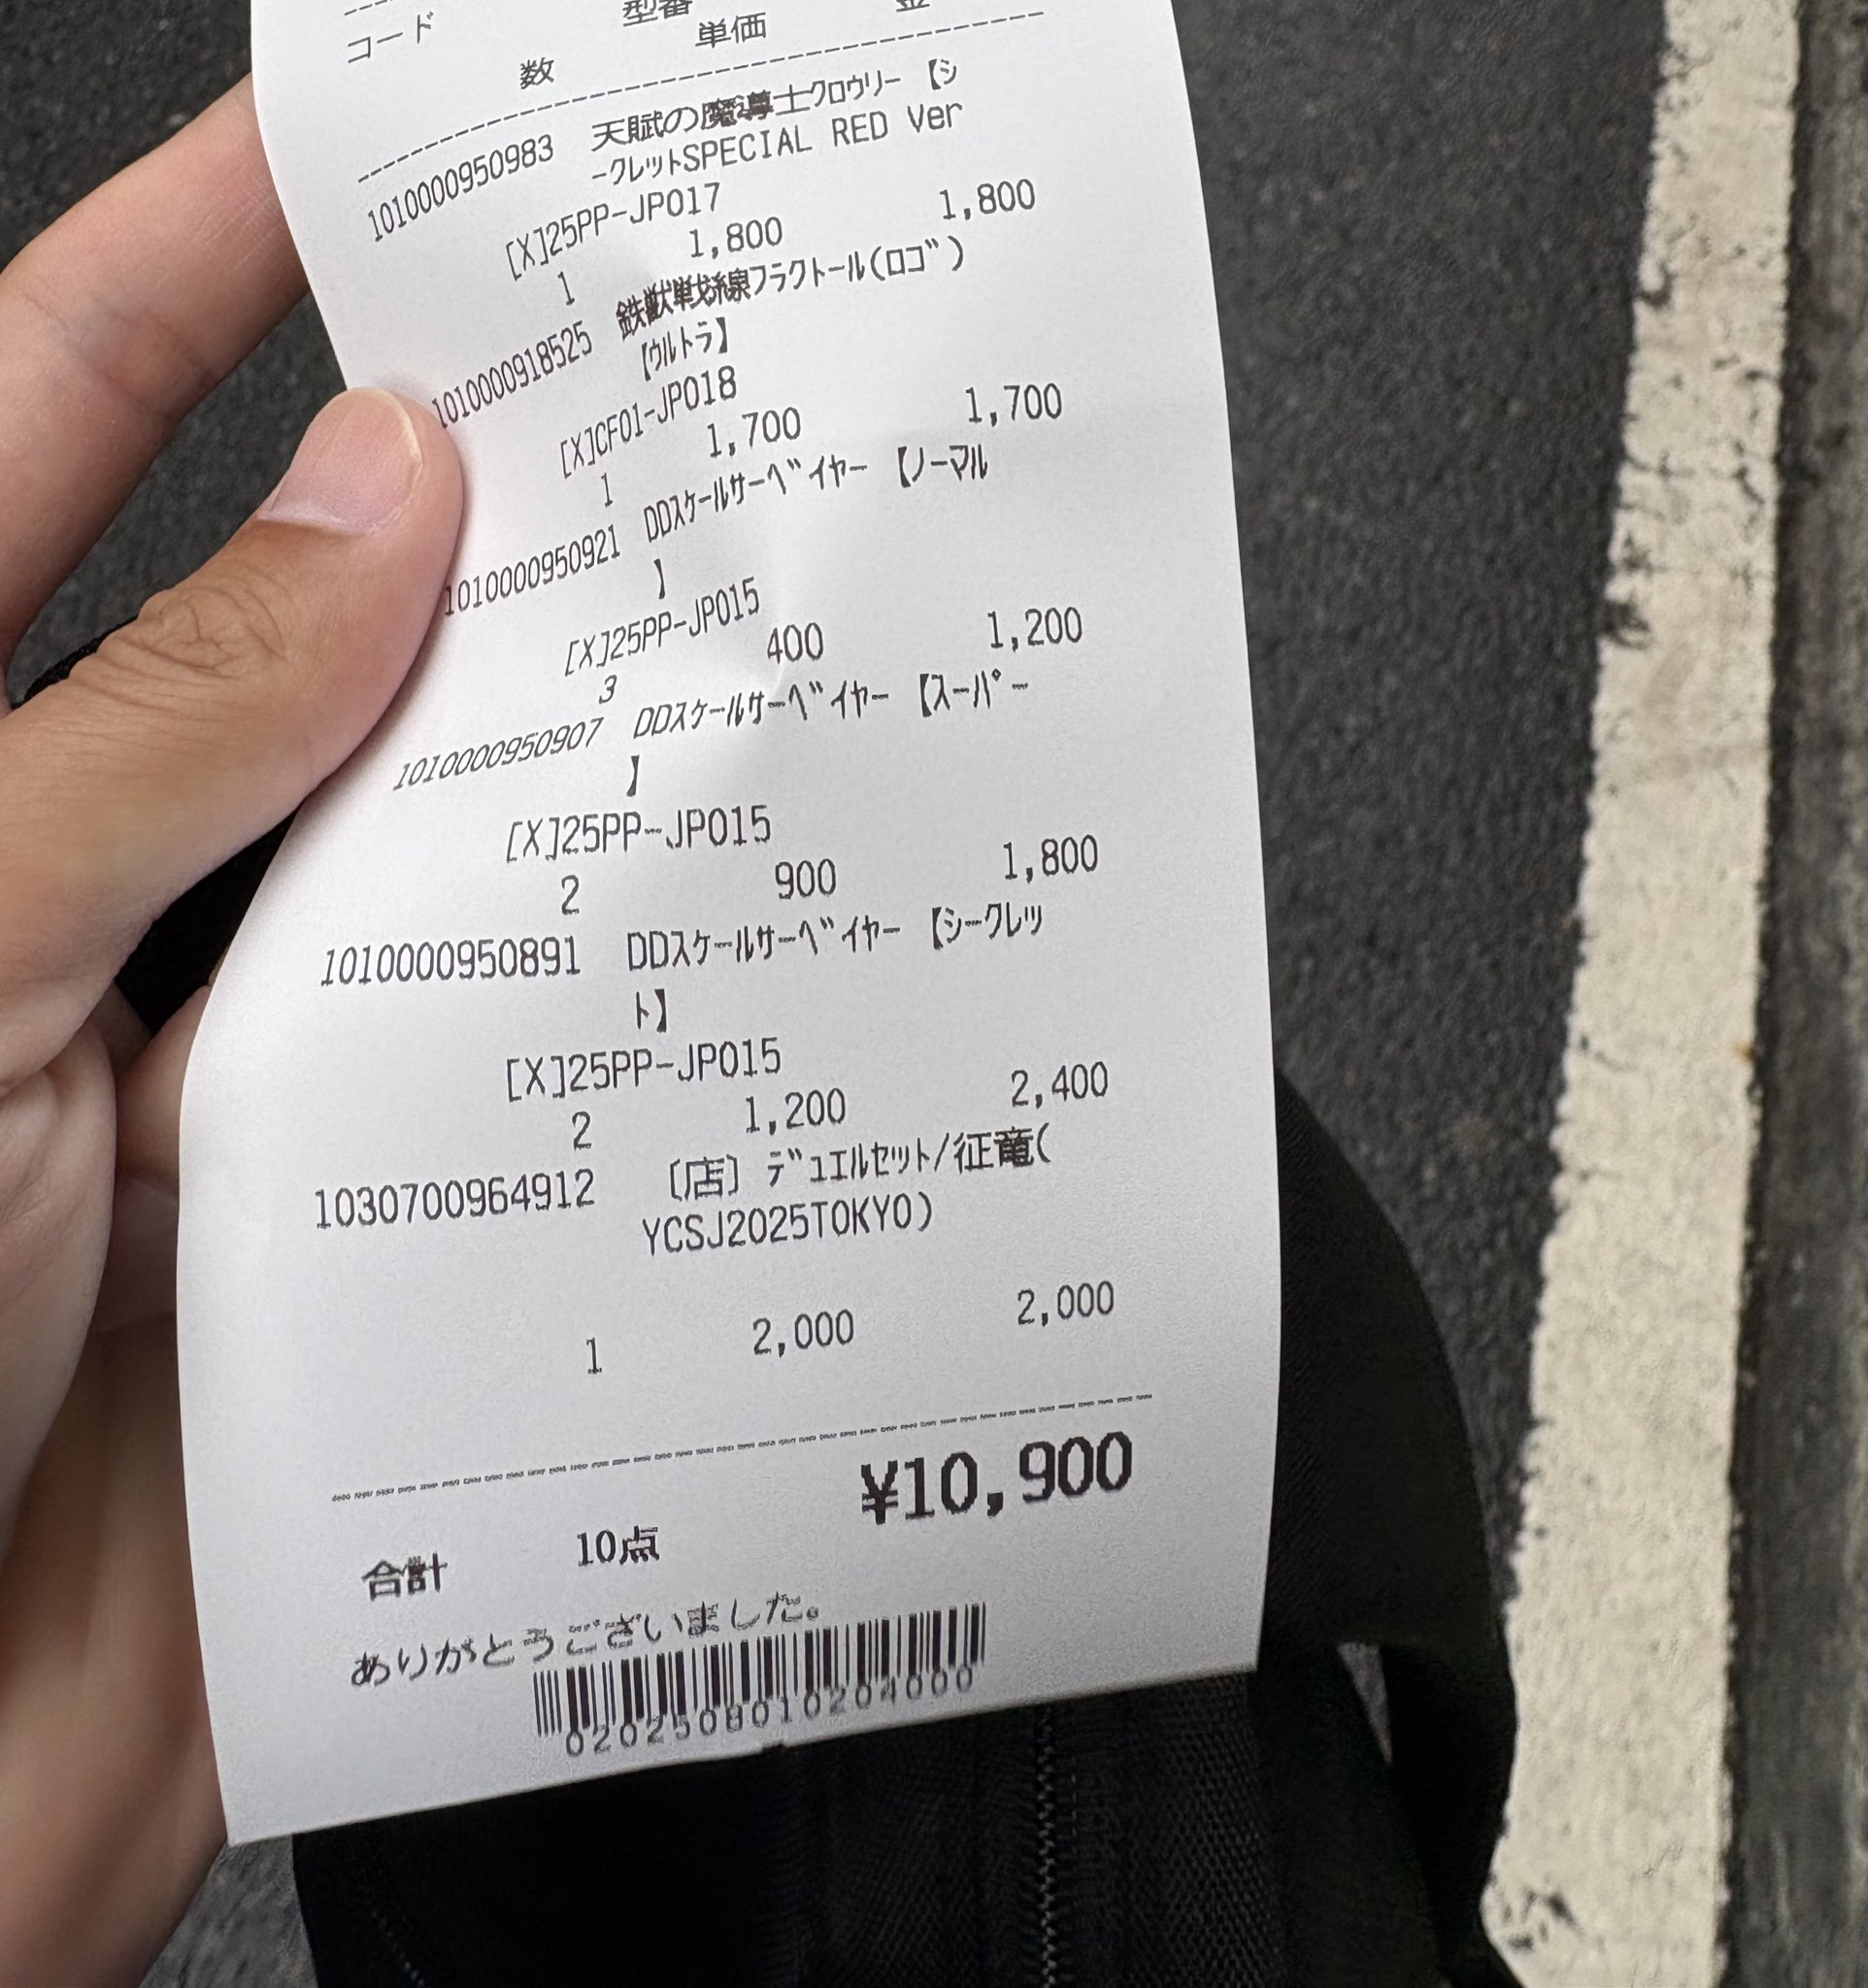 コード 型番 金
数 単価
1010000950983 天賦の魔導士クロウリー 【シ
ークレットSPECIAL RED Ver
[X]25PP-JP017
1 1,800 1,800
1010000918525 鉄獣戦線フラクトール(ロゴ)
【ウルトラ】
[X]CF01-JP018
1 1,700 1,700
1010000950921 DDスケールサーベイヤー 【ノーマル
】
[X]25PP-JP015
3 400 1,200
1010000950907 DDスケールサーベイヤー 【スーパー
】
[X]25PP-JP015
2 900 1,800
1010000950891 DDスケールサーベイヤー 【シークレッ
ト】
[X]25PP-JP015
2 1,200 2,400
1030700964912 〔店〕デュエルセット/征竜(
YCSJ2025TOKYO)
1 2,000 2,000
合計 10点 ¥10,900
ありがとうございました。
0202508010204000